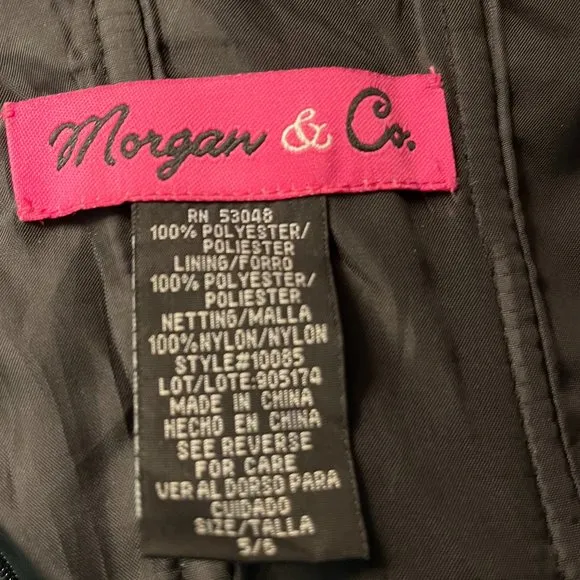 Morgan & Co.
RN 53048
100% POLYESTER/
POLIESTER
LINING/FORRO
100% POLYESTER/
POLIESTER
NETTING/MALLA
100%NYLON/NYLON
STYLE#10085
LOT/LOTE:905174
MADE IN CHINA
HECHO EN CHINA
SEE REVERSE
FOR CARE
VER AL DORSO PARA
CUIDADO
SIZE/TALLA
5/6